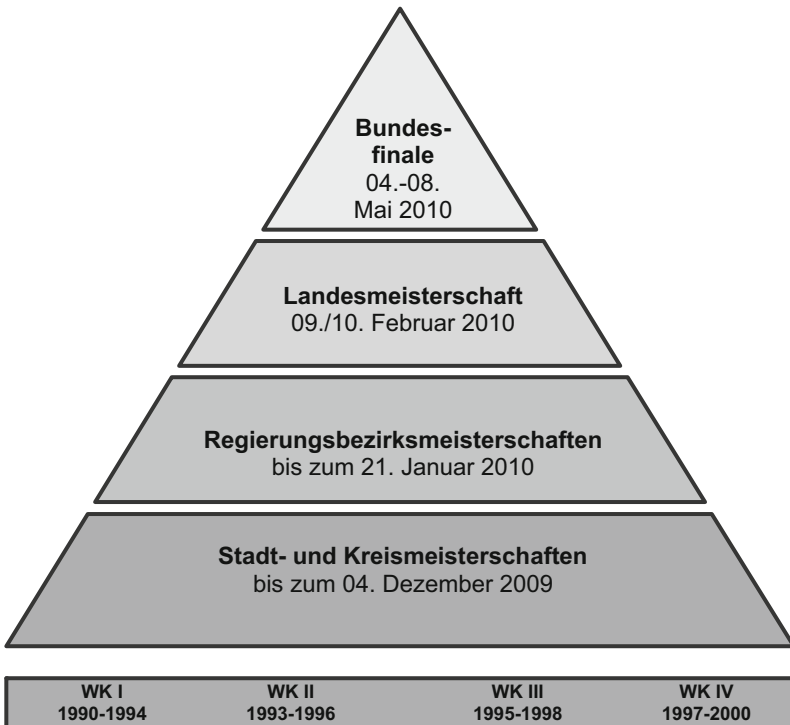 Bundes-
finale
04.-08.
Mai 2010
Landesmeisterschaft
09./10. Februar 2010
Regierungsbezirksmeisterschaften
bis zum 21. Januar 2010
Stadt- und Kreismeisterschaften
bis zum 04. Dezember 2009
WK I WK II WK III WK IV
1990-1994 1993-1996 1995-1998 1997-2000